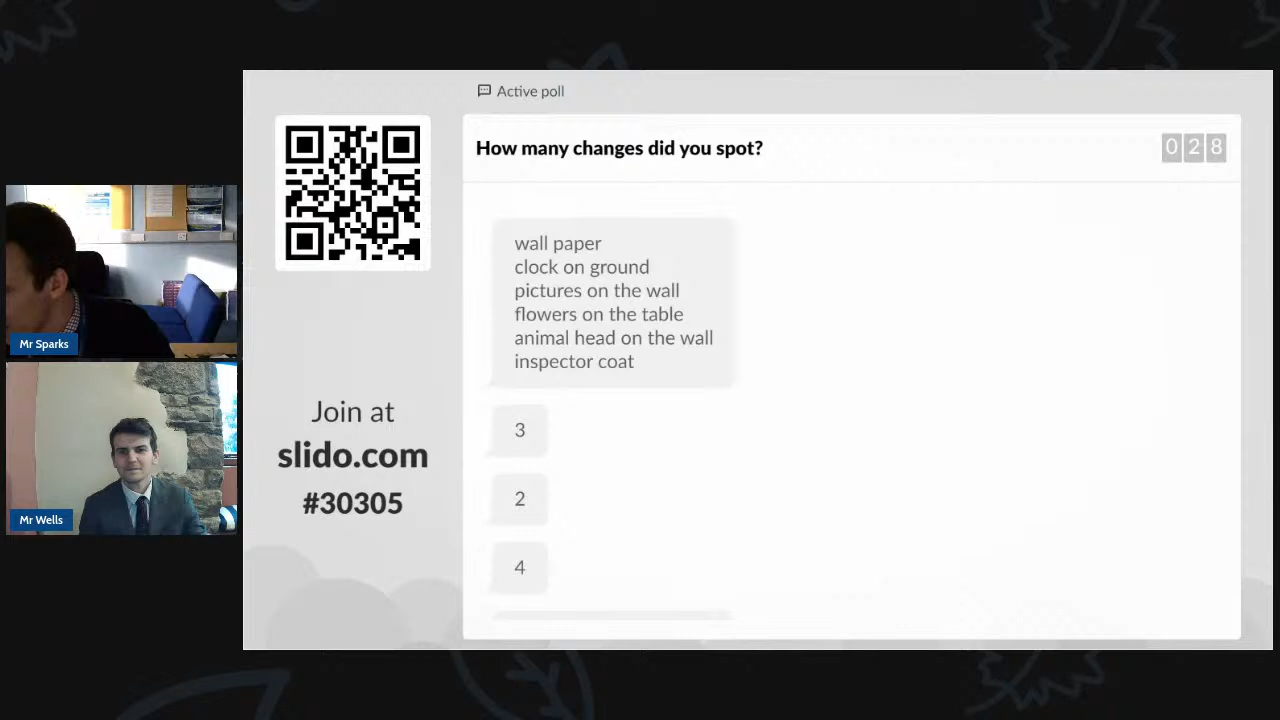 Active poll
How many changes did you spot?
028
wall paper
clock on ground
pictures on the wall
flowers on the table
animal head on the wall
inspector coat
3
2
4
Join at
slido.com
#30305
Mr Sparks
Mr Wells